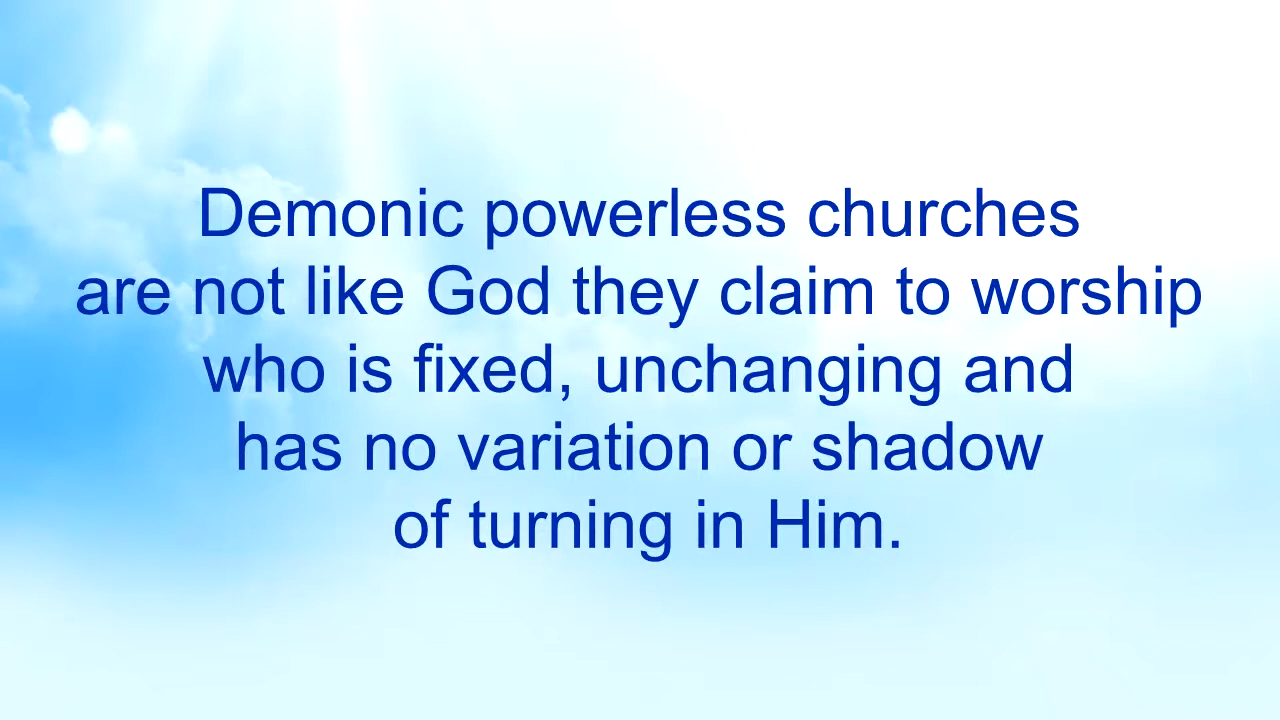 Demonic powerless churches
are not like God they claim to worship
who is fixed, unchanging and
has no variation or shadow
of turning in Him.